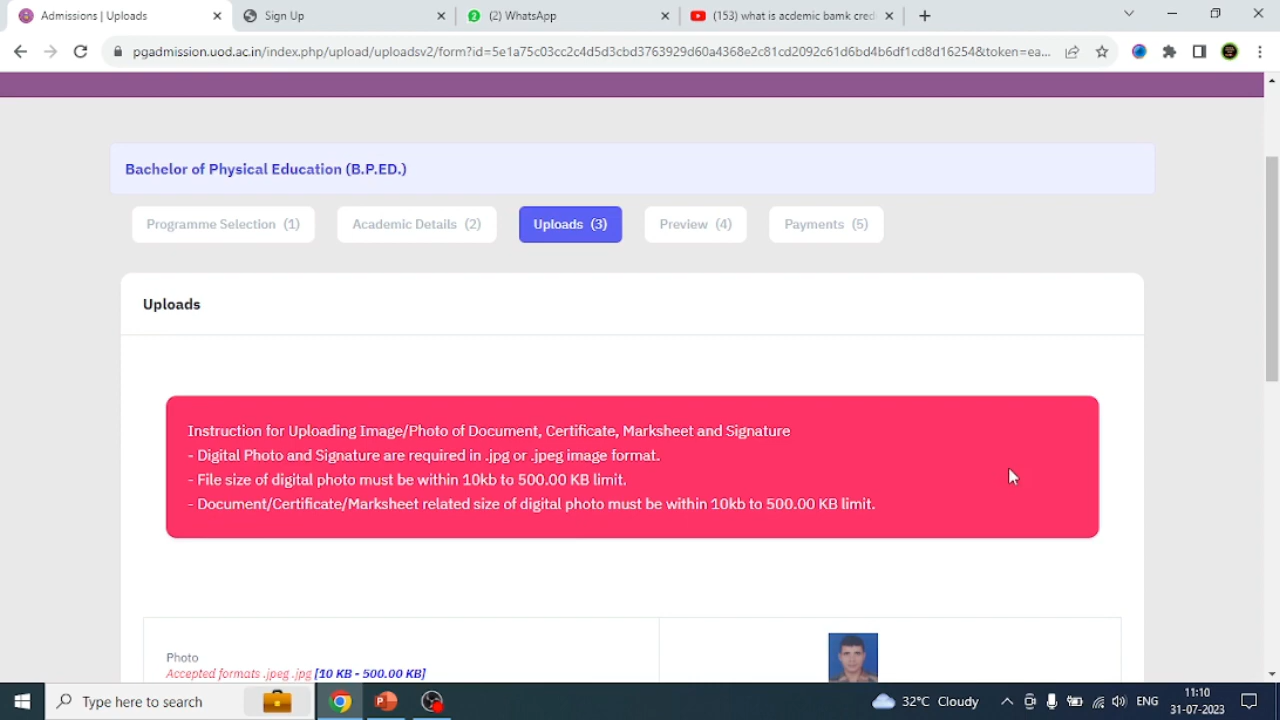 Admissions | Uploads
Sign Up
(2) WhatsApp
(153) what is acdemic bamk cred
pgadmission.uod.ac.in/index.php/upload/uploadsv2/form?id=5e1a75c03cc2c4d5d3cbd3763929d60a4368e2c81cd2092c61d6bd4b6df1cd8d16254&token=ea...
Bachelor of Physical Education (B.P.ED.)
Programme Selection (1)
Academic Details (2)
Uploads (3)
Preview (4)
Payments (5)
Uploads
Instruction for Uploading Image/Photo of Document, Certificate, Marksheet and Signature
- Digital Photo and Signature are required in .jpg or .jpeg image format.
- File size of digital photo must be within 10kb to 500.00 KB limit.
- Document/Certificate/Marksheet related size of digital photo must be within 10kb to 500.00 KB limit.
Photo
Accepted formats .jpeg .jpg [10 KB - 500.00 KB]
Type here to search
32°C Cloudy
ENG
11:10
31-07-2023